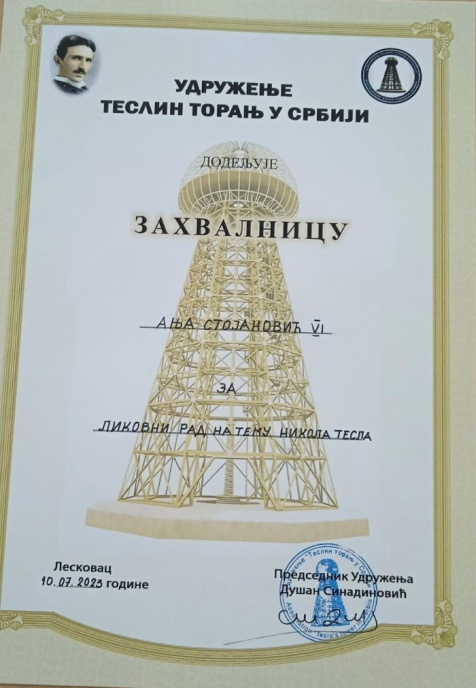 УДРУЖЕЊЕ
ТЕСЛИН ТОРАЊ У СРБИЈИ
ДОДЕЉУЈЕ
ЗАХВАЛНИЦУ
АЊА СТОЈАНОВИЋ VI
ЗА
ЛИКОВНИ РАД НА ТЕМУ НИКОЛА ТЕСЛА
Лесковац
10.07.2023 године
Председник Удружења
Душан Синадиновић